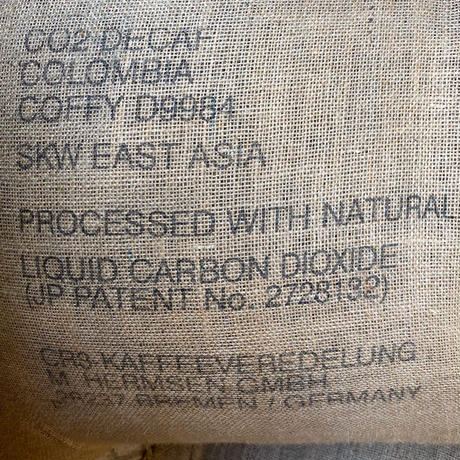 CO2 DECAF
COLOMBIA
COFFY D9984
SKW EAST ASIA
PROCESSED WITH NATURAL
LIQUID CARBON DIOXIDE
(JP PATENT No. 2728132)
CR3-KAFFEEVEREDELUNG
M. HERMSEN GMBH
28237 BREMEN / GERMANY